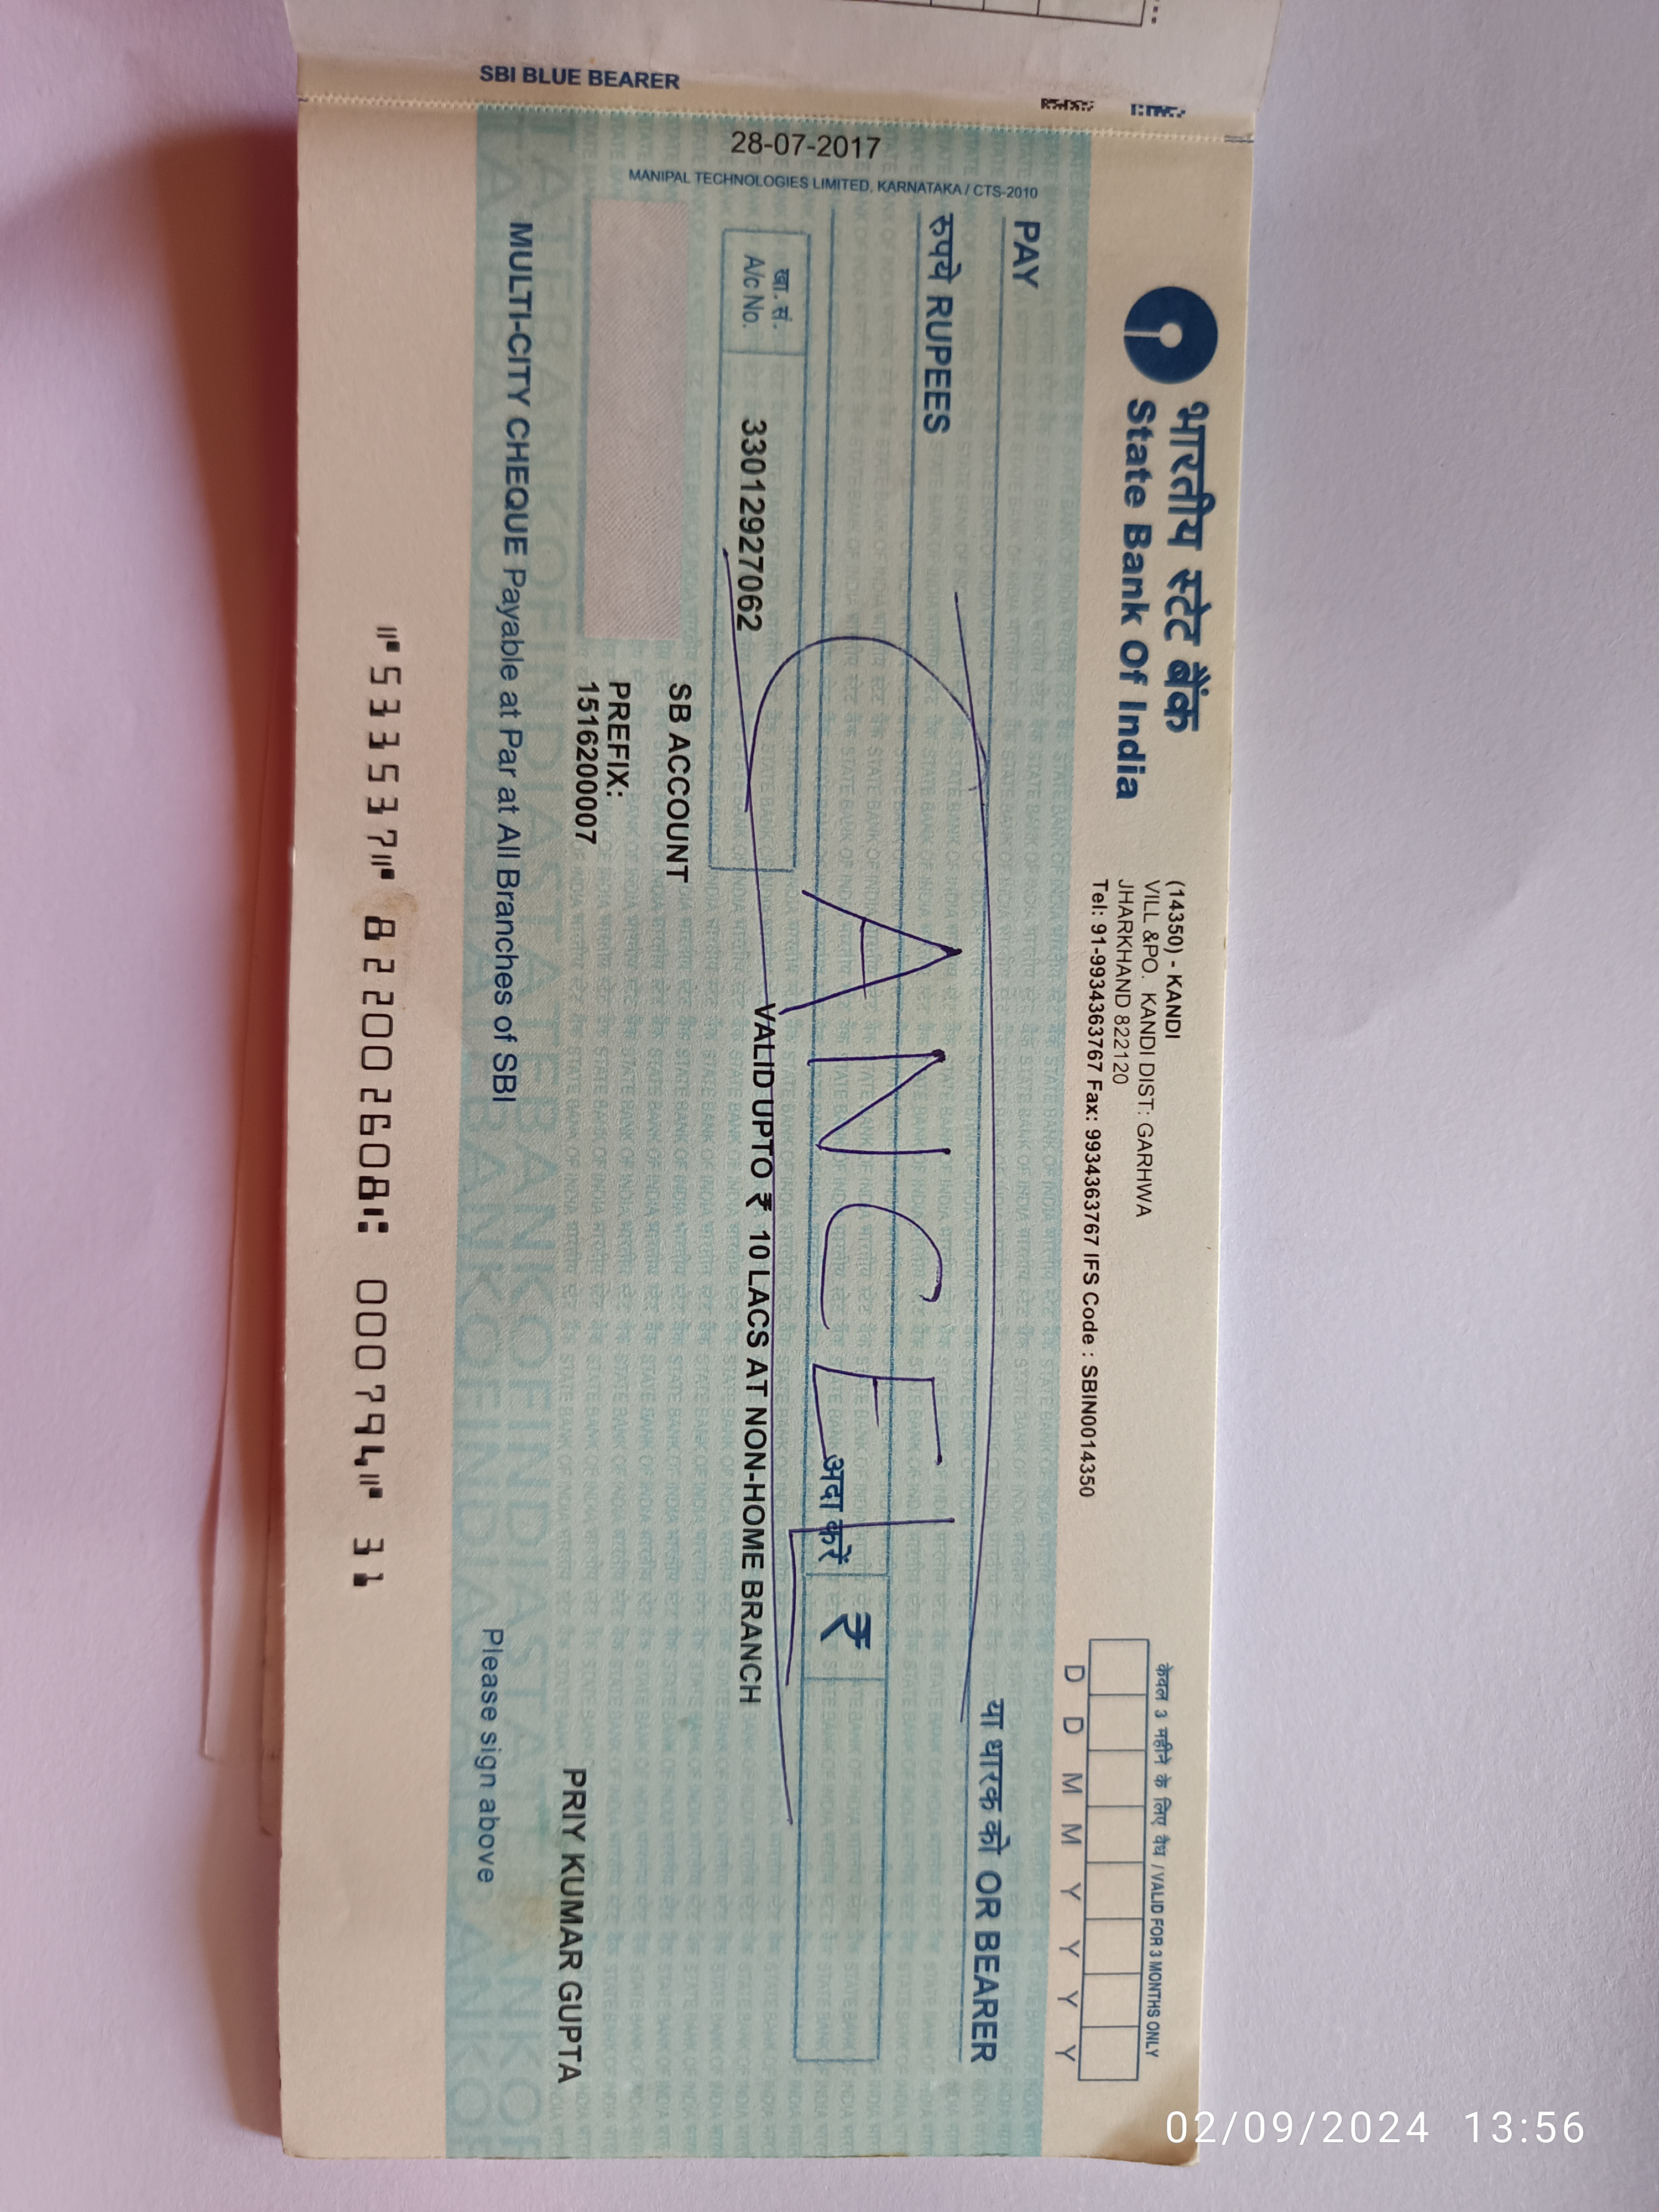 SBI BLUE BEARER
भारतीय स्टेट बैंक
State Bank Of India
(14350) - KANDI
VILL &PO. KANDI DIST: GARHWA
JHARKHAND 822120
Tel: 91-9934363767 Fax: 9934363767 IFS Code : SBIN0014350
केवल 3 महीने के लिए वैध / VALID FOR 3 MONTHS ONLY
D D M M Y Y Y Y
PAY
या धारक को OR BEARER
रुपये RUPEES
CANCEL
अदा करें ₹
खा. सं.
A/c No.
33012927062
VALID UPTO ₹ 10 LACS AT NON-HOME BRANCH
28-07-2017
MANIPAL TECHNOLOGIES LIMITED, KARNATAKA / CTS-2010
SB ACCOUNT
PREFIX:
1516200007
PRIY KUMAR GUPTA
MULTI-CITY CHEQUE Payable at Par at All Branches of SBI
Please sign above
⑈533537⑈ 822002608⑆ 000794⑈ 31
02/09/2024 13:56